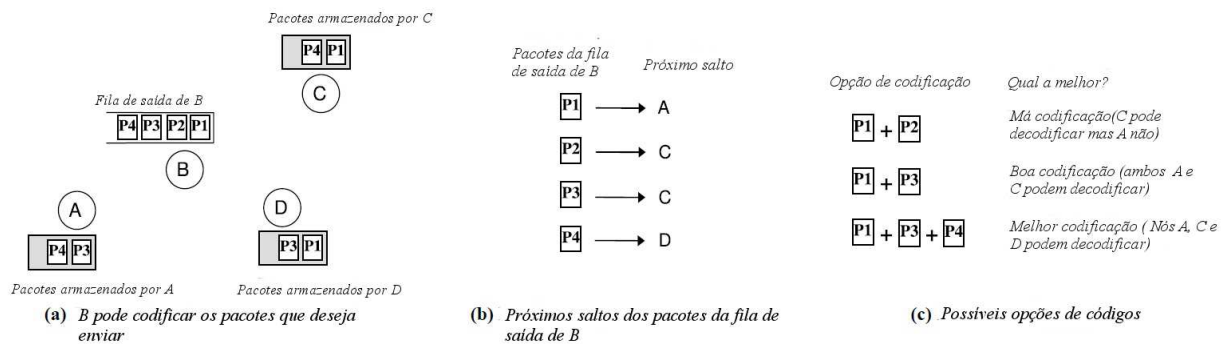 Pacotes armazenados por C
P4 P1
C
Fila de saída de B
P4 P3 P2 P1
B
A
P4 P3
Pacotes armazenados por A
D
P3 P1
Pacotes armazenados por D
(a) B pode codificar os pacotes que deseja
enviar
Pacotes da fila
de saída de B
Próximo salto
P1 A
P2 C
P3 C
P4 D
(b) Próximos saltos dos pacotes da fila de
saída de B
Opção de codificação
Qual a melhor?
P1 + P2
Má codificação(C pode
decodificar mas A não)
P1 + P3
Boa codificação (ambos A e
C podem decodificar)
P1 + P3 + P4
Melhor codificação ( Nós A, C e
D podem decodificar)
(c) Possíveis opções de códigos